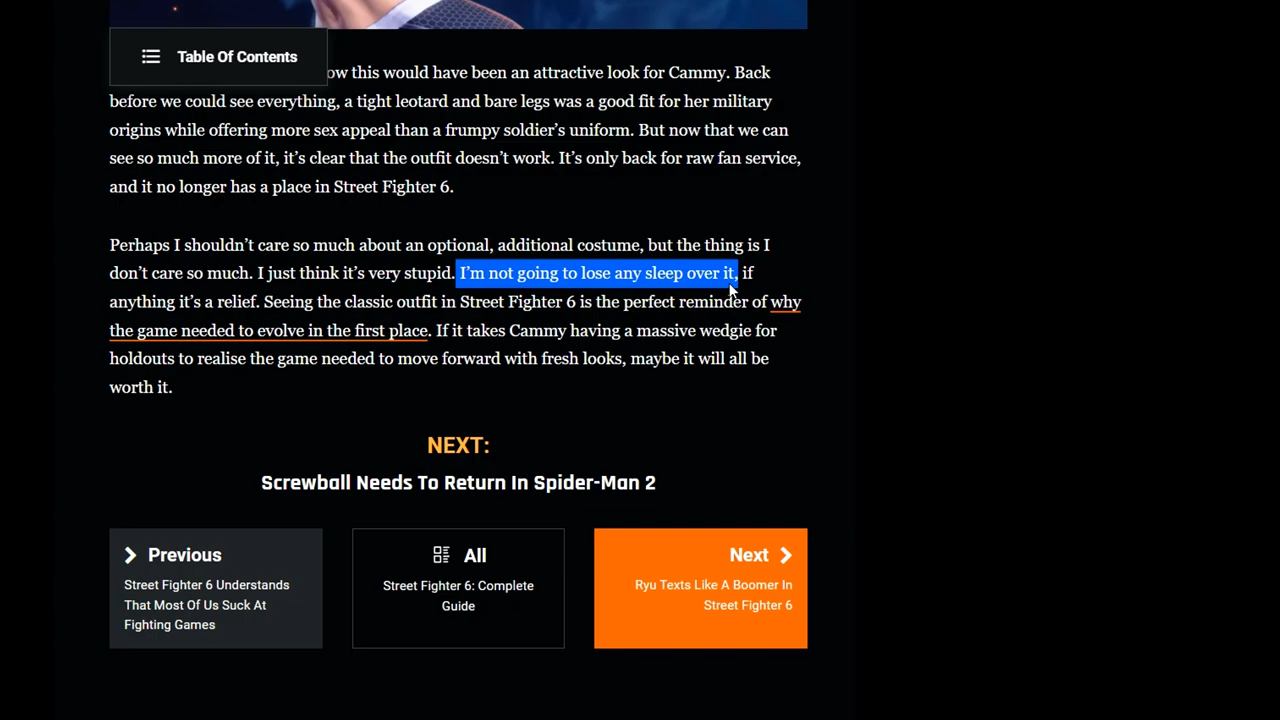 Table Of Contents
ow this would have been an attractive look for Cammy. Back
before we could see everything, a tight leotard and bare legs was a good fit for her military
origins while offering more sex appeal than a frumpy soldier’s uniform. But now that we can
see so much more of it, it’s clear that the outfit doesn’t work. It’s only back for raw fan service,
and it no longer has a place in Street Fighter 6.
Perhaps I shouldn’t care so much about an optional, additional costume, but the thing is I
don’t care so much. I just think it’s very stupid. I’m not going to lose any sleep over it, if
anything it’s a relief. Seeing the classic outfit in Street Fighter 6 is the perfect reminder of why
the game needed to evolve in the first place. If it takes Cammy having a massive wedgie for
holdouts to realise the game needed to move forward with fresh looks, maybe it will all be
worth it.
NEXT:
Screwball Needs To Return In Spider-Man 2
Previous
Street Fighter 6 Understands
That Most Of Us Suck At
Fighting Games
All
Street Fighter 6: Complete
Guide
Next
Ryu Texts Like A Boomer In
Street Fighter 6